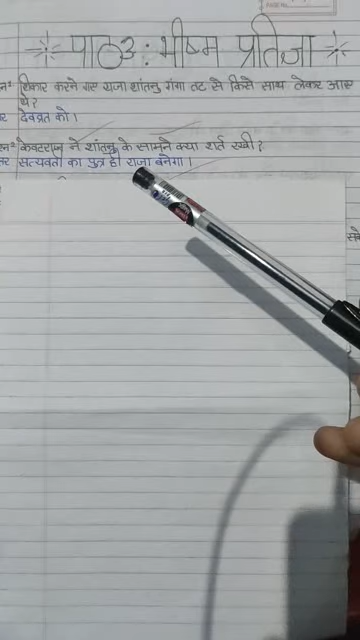 पाठ 3 : भीष्म प्रतिज्ञा
शिकार करने गए राजा शांतनु गंगा तट से किसे साथ लेकर आए
थे?
देवव्रत को।
केवटराज ने शांतनु के सामने क्या शर्त रखी?
सत्यवती का पुत्र ही राजा बनेगा।